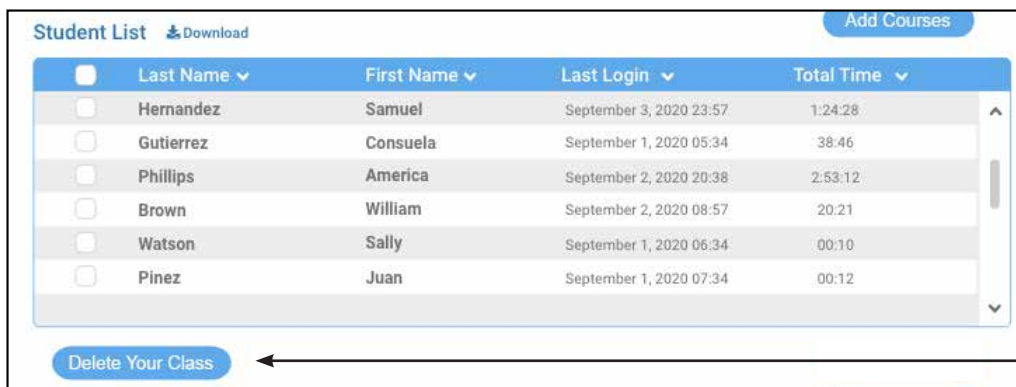 Student List Download Add Courses
Last Name First Name Last Login Total Time
Hernandez Samuel September 3, 2020 23:57 1:24:28
Gutierrez Consuela September 1, 2020 05:34 38:46
Phillips America September 2, 2020 20:38 2:53:12
Brown William September 2, 2020 08:57 20:21
Watson Sally September 1, 2020 06:34 00:10
Pinez Juan September 1, 2020 07:34 00:12
Delete Your Class